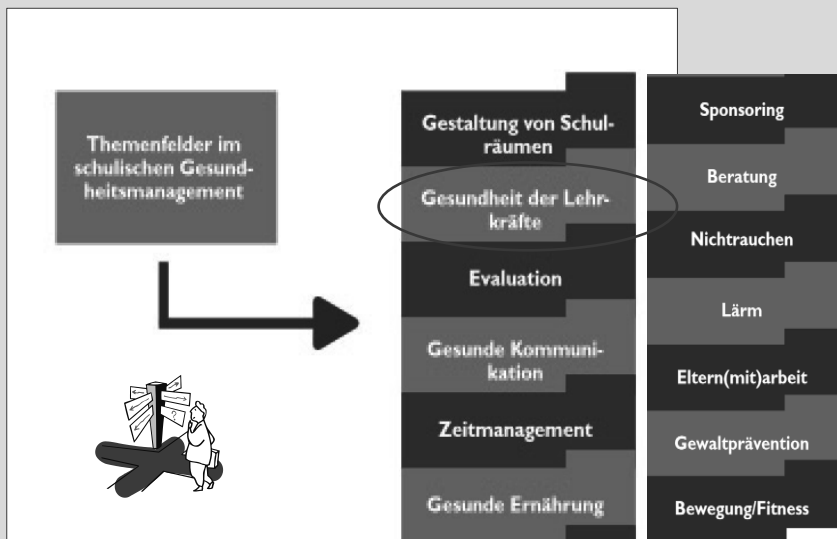 Themenfelder im
schulischen Gesund-
heitsmanagement
Gestaltung von Schul-
räumen
Gesundheit der Lehr-
kräfte
Evaluation
Gesunde Kommuni-
kation
Zeitmanagement
Gesunde Ernährung
Sponsoring
Beratung
Nichtrauchen
Lärm
Eltern(mit)arbeit
Gewaltprävention
Bewegung/Fitness
?